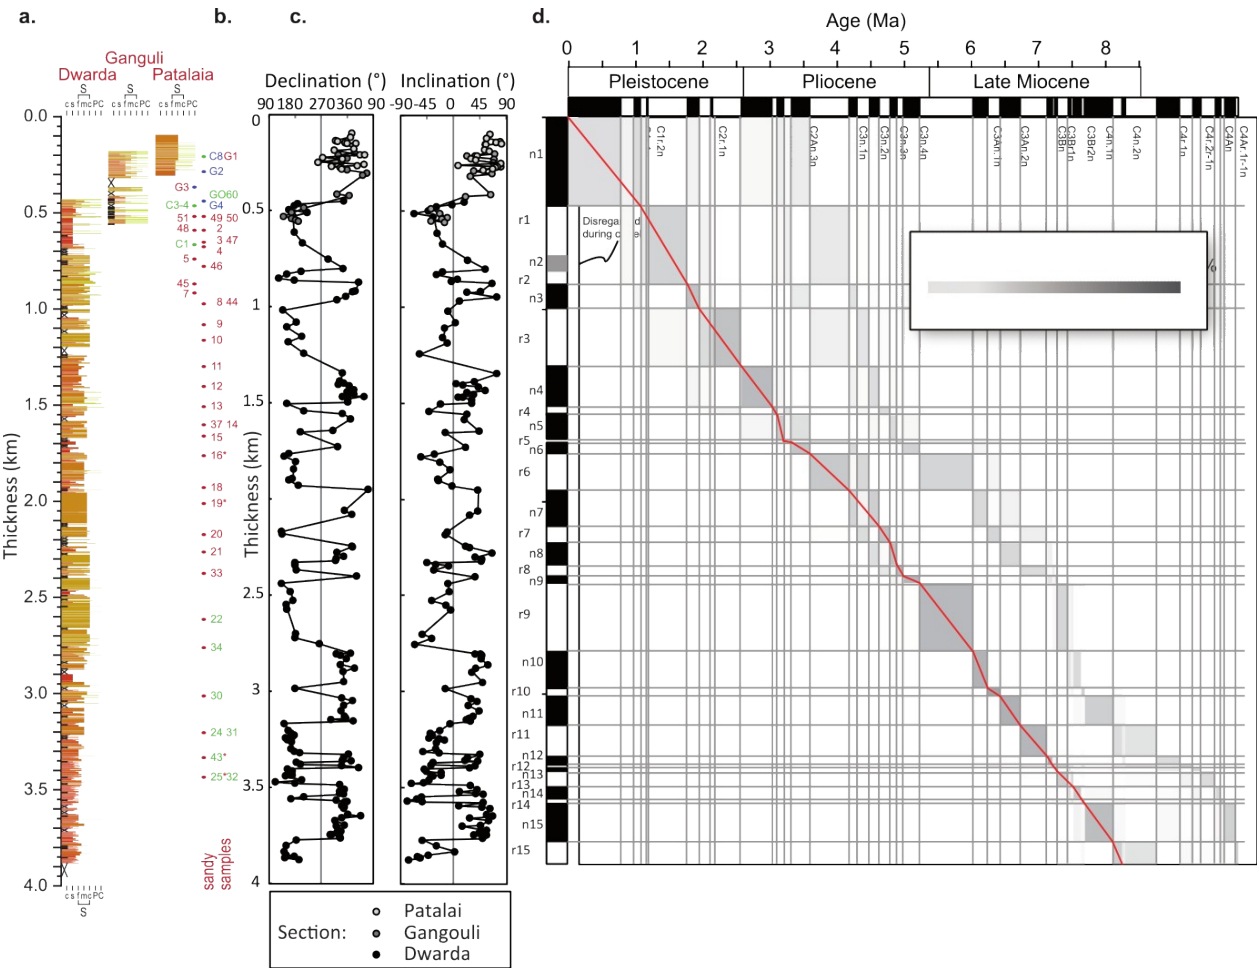 a.
b.
c.
d.
Ganguli
Dwarda
Patalaia
S
S
S
c s f m c P C
c s f m c P C
c s f m c P C
Thickness (km)
0.0
0.5
1.0
1.5
2.0
2.5
3.0
3.5
4.0
c s f m c P C
S
C8 G1
G2
G3
GO60
C3-4
G4
51
49 50
48
2
3 47
C1
4
5
46
45
7
8 44
9
10
11
12
13
37 14
15
16*
18
19*
20
21
33
22
34
30
24 31
43*
25*32
sandy
samples
Declination (°)
Inclination (°)
90 180 270 360 90
-90 -45 0 45 90
Thickness (km)
0
0.5
1
1.5
2
2.5
3
3.5
4
Section:
Patalai
Gangouli
Dwarda
Age (Ma)
0 1 2 3 4 5 6 7 8
Pleistocene
Pliocene
Late Miocene
C1r.2n
C2r.1n
C2An.3n
C3n.1n
C3n.2n
C3n.3n
C3n.4n
C3An.1n
C3An.2n
C3Bn
C3Br1n
C3Br2n
C4n.1n
C4n.2n
C4r.1n
C4r.2r-1n
C4An
C4Ar.1r-1n
Disrega
during c
%
n1
r1
n2
r2
n3
r3
n4
r4
n5
r5
n6
r6
n7
r7
n8
r8
n9
r9
n10
r10
n11
r11
n12
r12
n13
r13
n14
r14
n15
r15